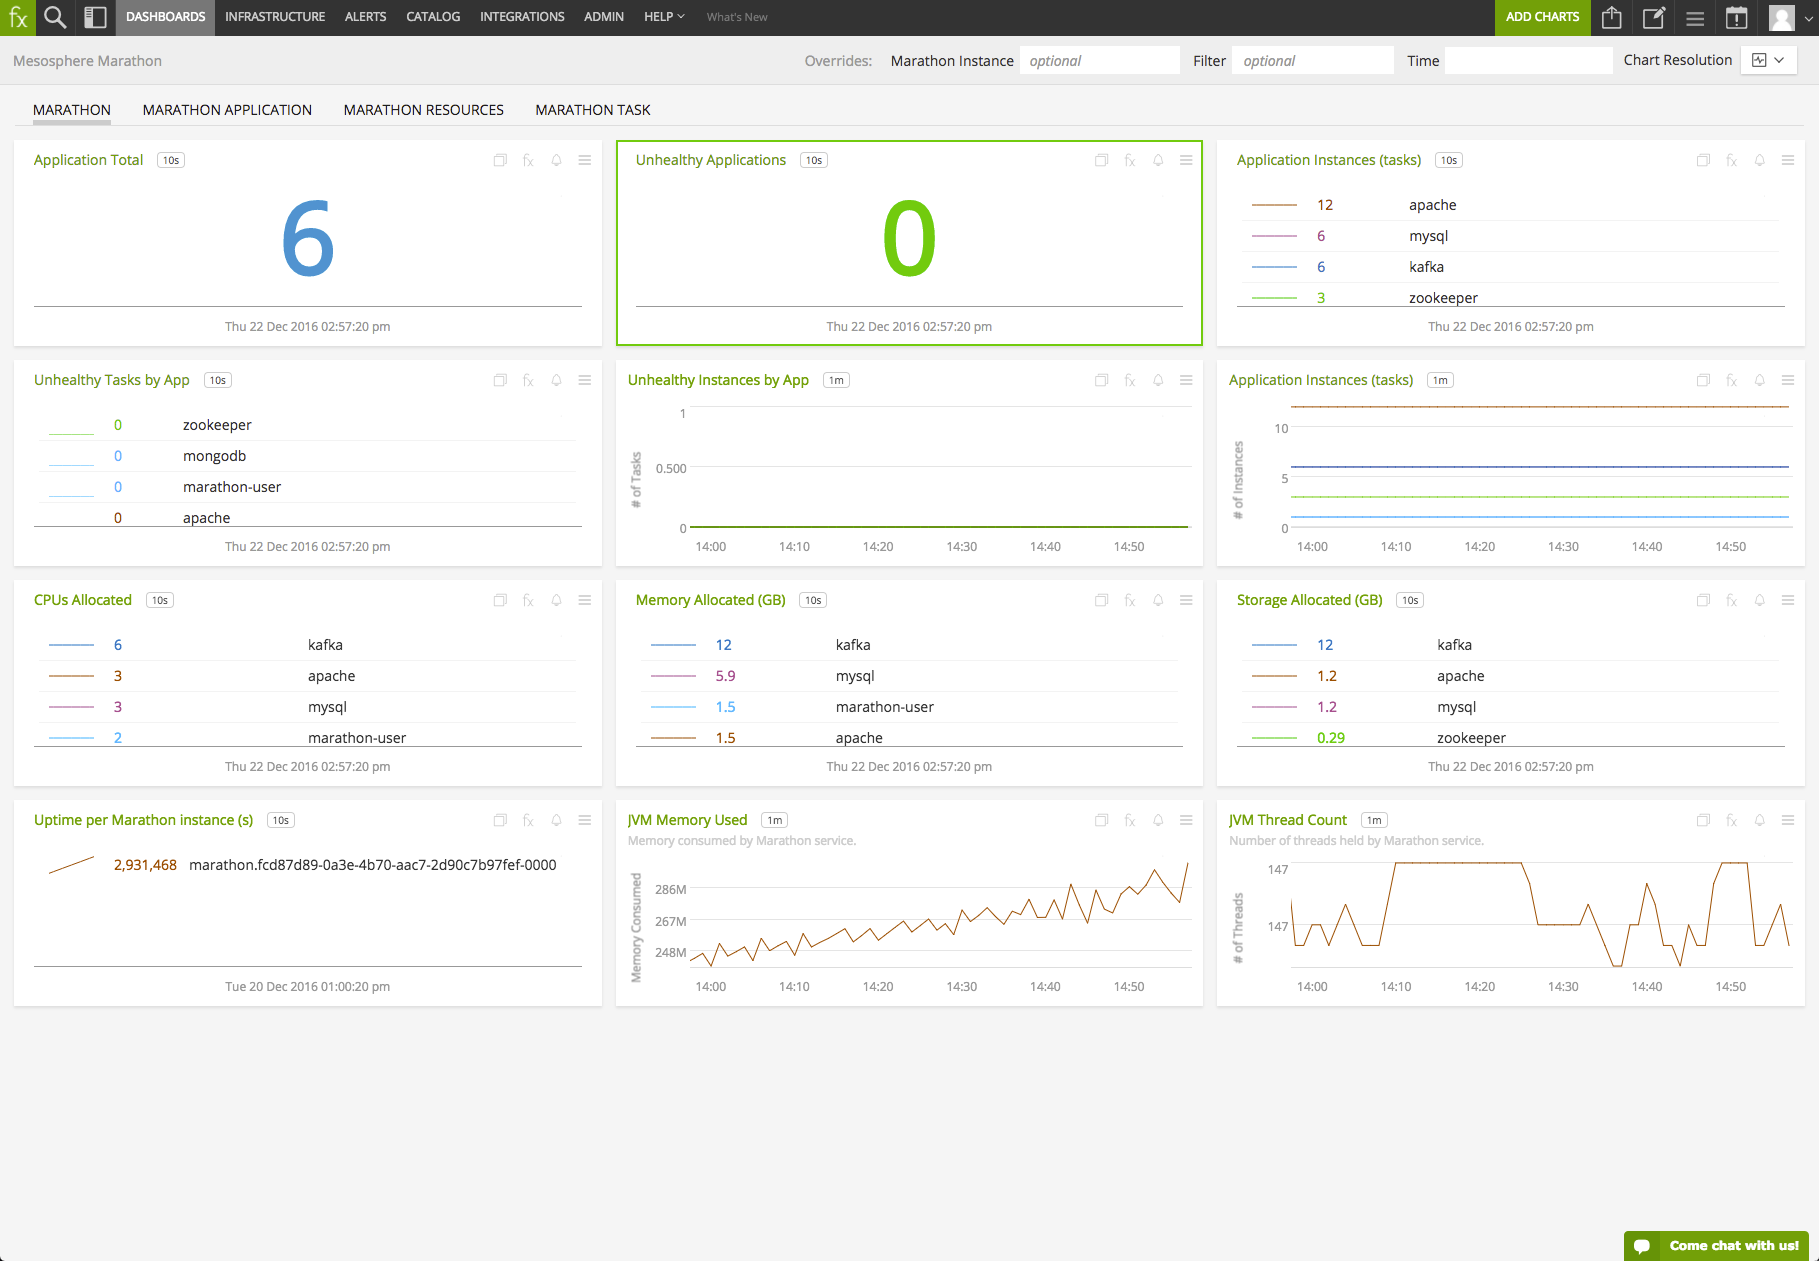 fx DASHBOARDS INFRASTRUCTURE ALERTS CATALOG INTEGRATIONS ADMIN HELP What's New ADD CHARTS
Mesosphere Marathon Overrides: Marathon Instance optional Filter optional Time Chart Resolution
MARATHON MARATHON APPLICATION MARATHON RESOURCES MARATHON TASK
Application Total 10s fx
6
Thu 22 Dec 2016 02:57:20 pm
Unhealthy Applications 10s fx
0
Thu 22 Dec 2016 02:57:20 pm
Application Instances (tasks) 10s fx
12 apache
6 mysql
6 kafka
3 zookeeper
Thu 22 Dec 2016 02:57:20 pm
Unhealthy Tasks by App 10s fx
0 zookeeper
0 mongodb
0 marathon-user
0 apache
Thu 22 Dec 2016 02:57:20 pm
Unhealthy Instances by App 1m fx
# of Tasks
1
0.500
0
14:00 14:10 14:20 14:30 14:40 14:50
Application Instances (tasks) 1m fx
# of Instances
10
5
0
14:00 14:10 14:20 14:30 14:40 14:50
CPUs Allocated 10s fx
6 kafka
3 apache
3 mysql
2 marathon-user
Thu 22 Dec 2016 02:57:20 pm
Memory Allocated (GB) 10s fx
12 kafka
5.9 mysql
1.5 marathon-user
1.5 apache
Thu 22 Dec 2016 02:57:20 pm
Storage Allocated (GB) 10s fx
12 kafka
1.2 apache
1.2 mysql
0.29 zookeeper
Thu 22 Dec 2016 02:57:20 pm
Uptime per Marathon instance (s) 10s fx
2,931,468 marathon.fcd87d89-0a3e-4b70-aac7-2d90c7b97fef-0000
Tue 20 Dec 2016 01:00:20 pm
JVM Memory Used 1m fx
Memory consumed by Marathon service.
Memory Consumed
286M
267M
248M
14:00 14:10 14:20 14:30 14:40 14:50
JVM Thread Count 1m fx
Number of threads held by Marathon service.
# of Threads
147
147
14:00 14:10 14:20 14:30 14:40 14:50
Come chat with us!